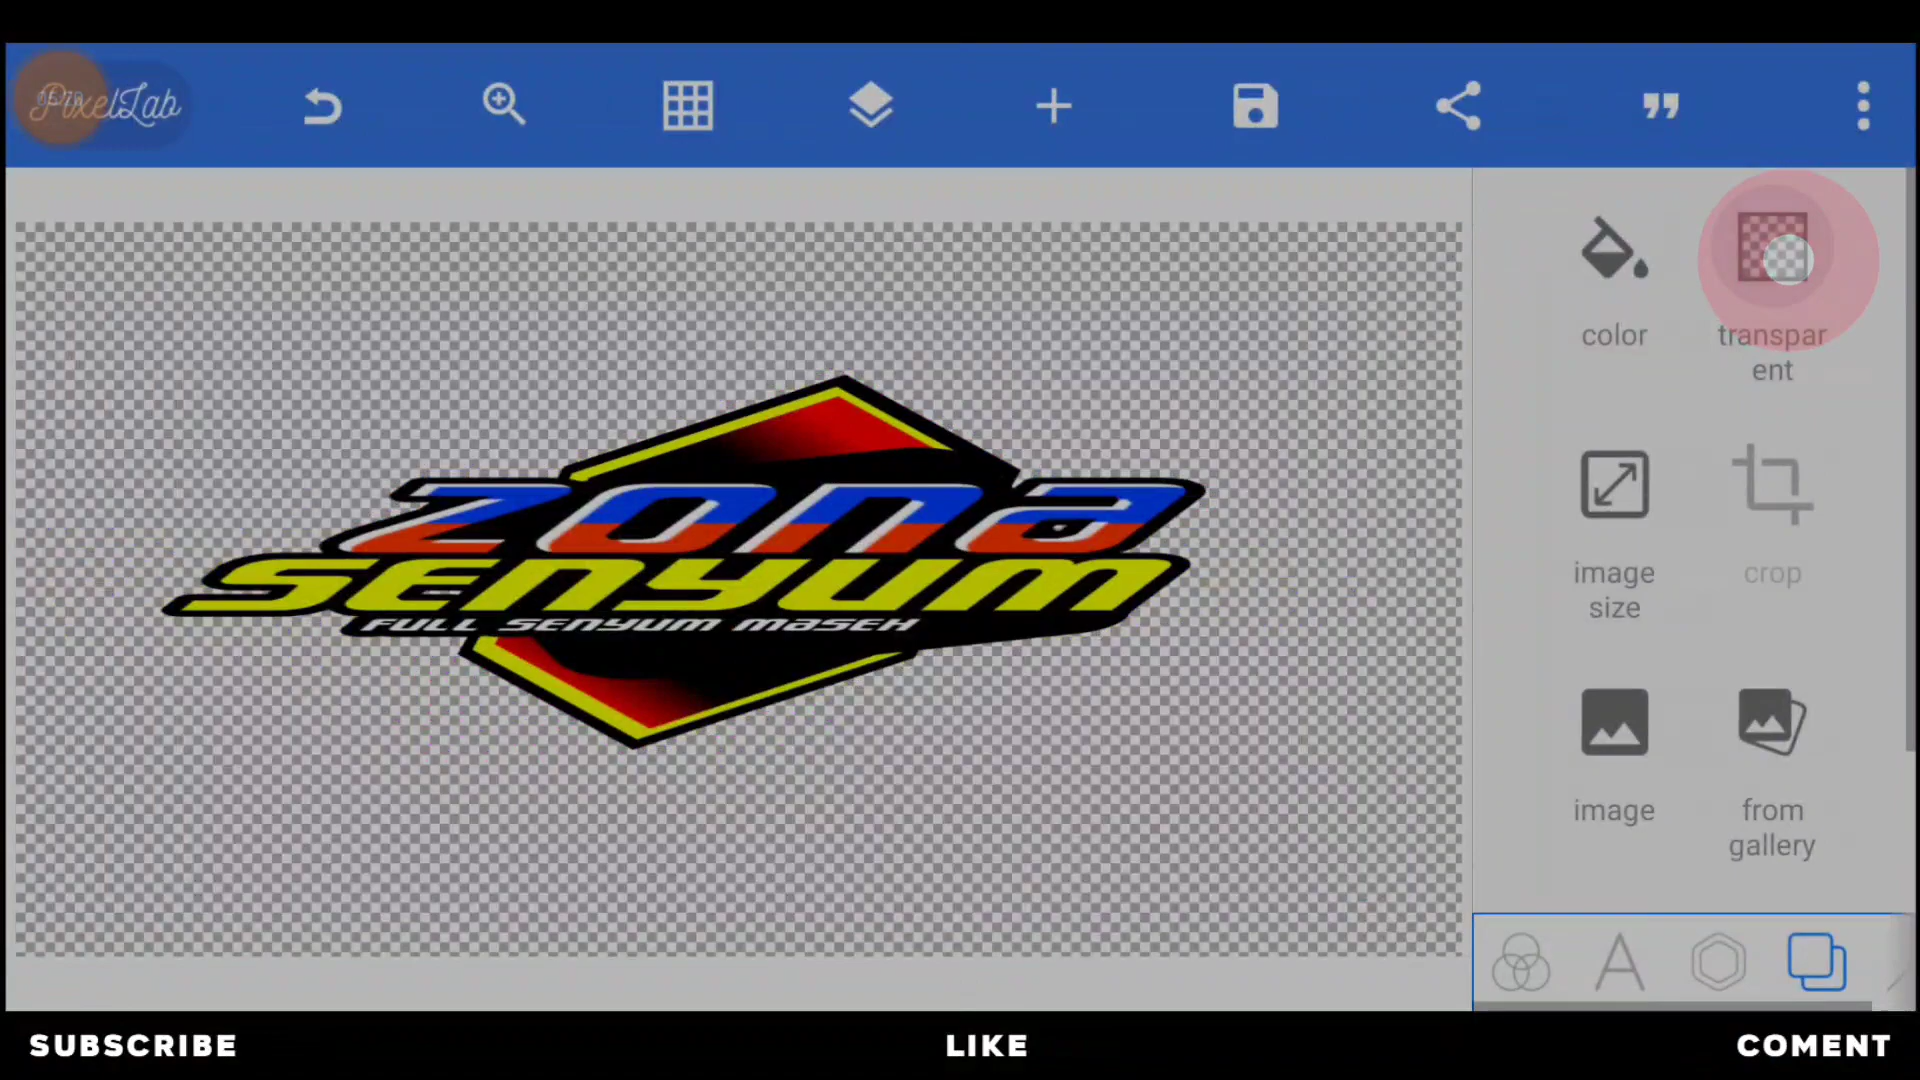 PixelLab
color
transpar
ent
image
size
crop
image
from
gallery
zona
senyum
FULL SENYUM MASEH
SUBSCRIBE
LIKE
COMENT